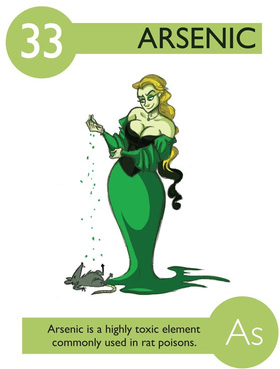 33
ARSENIC
Arsenic is a highly toxic element
commonly used in rat poisons.
As